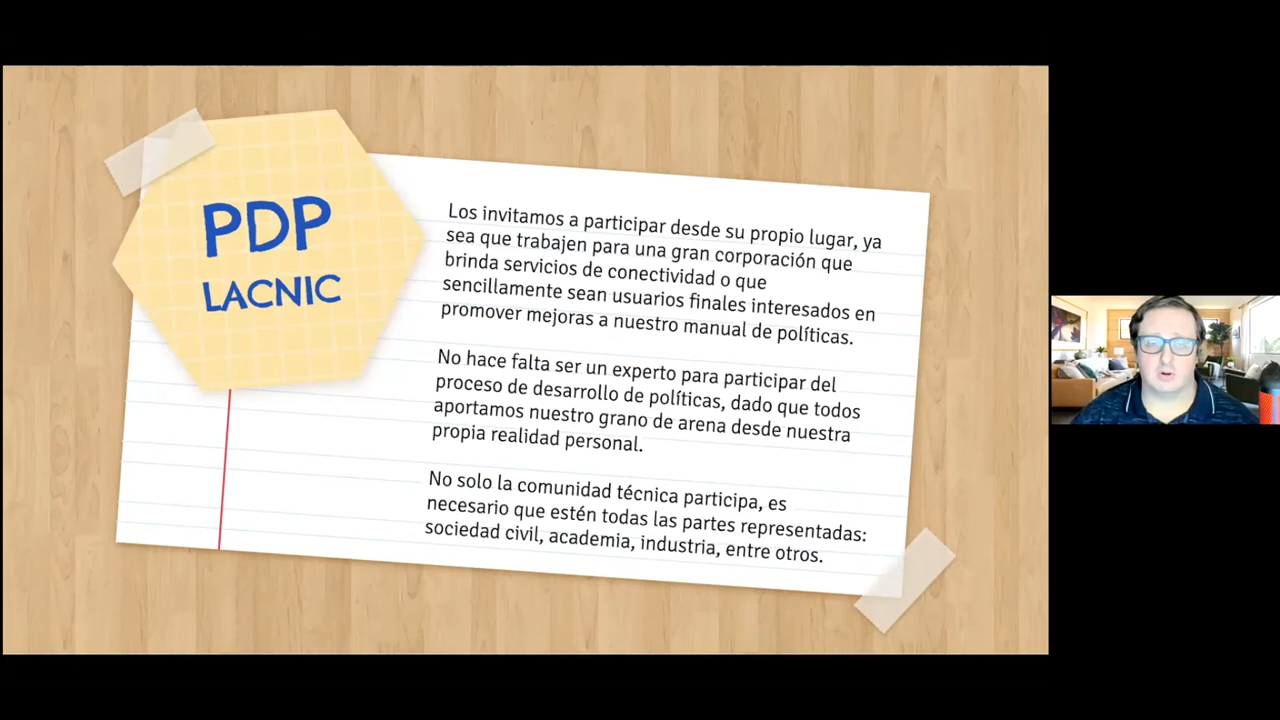 PDP
LACNIC
Los invitamos a participar desde su propio lugar, ya
sea que trabajen para una gran corporación que
brinda servicios de conectividad o que
sencillamente sean usuarios finales interesados en
promover mejoras a nuestro manual de políticas.
No hace falta ser un experto para participar del
proceso de desarrollo de políticas, dado que todos
aportamos nuestro grano de arena desde nuestra
propia realidad personal.
No solo la comunidad técnica participa, es
necesario que estén todas las partes representadas:
sociedad civil, academia, industria, entre otros.